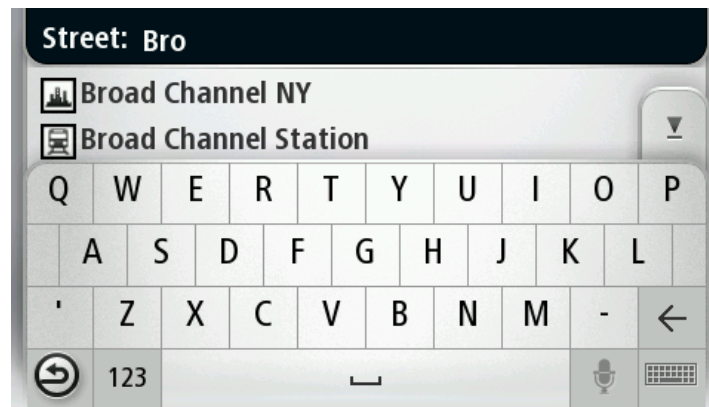 Street: Bro
Broad Channel NY
Broad Channel Station
Q W E R T Y U I O P
A S D F G H J K L
' Z X C V B N M -
123